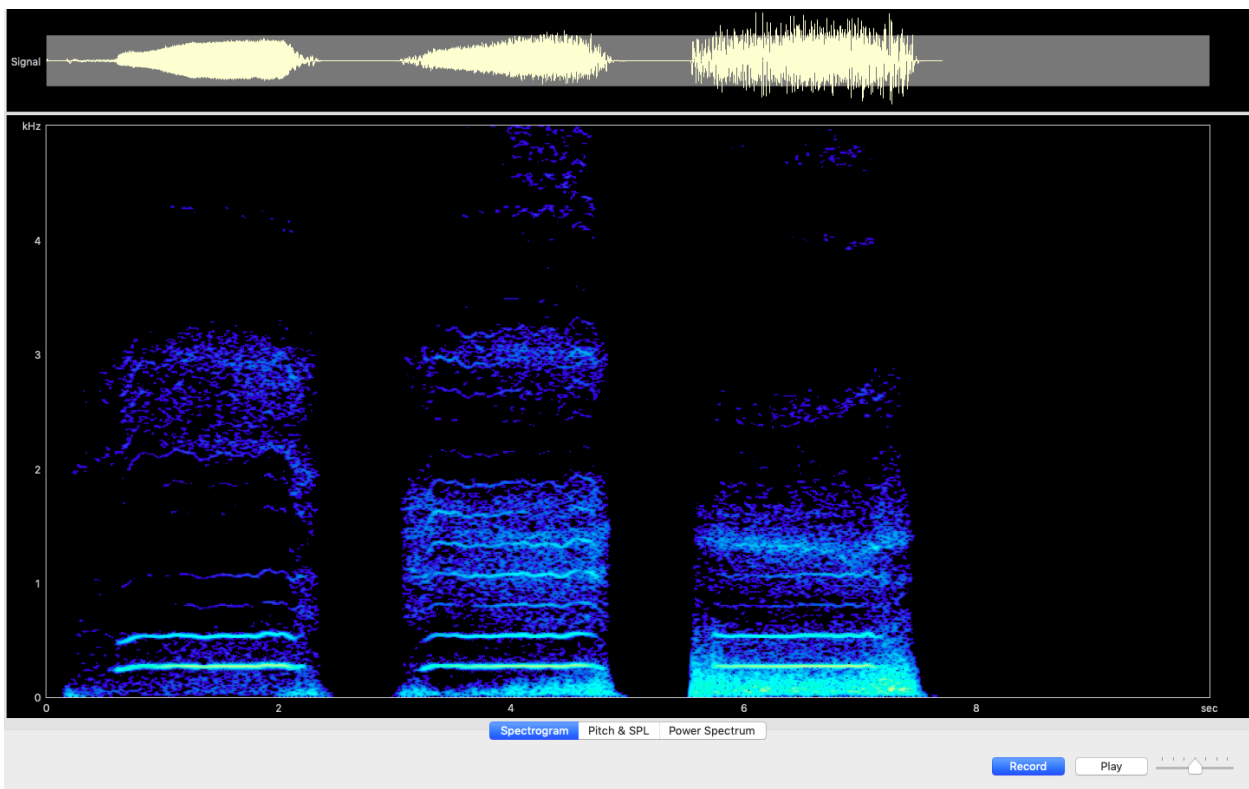 Signal
kHz
4
3
2
1
0
0 2 4 6 8 sec
Spectrogram Pitch & SPL Power Spectrum
Record Play